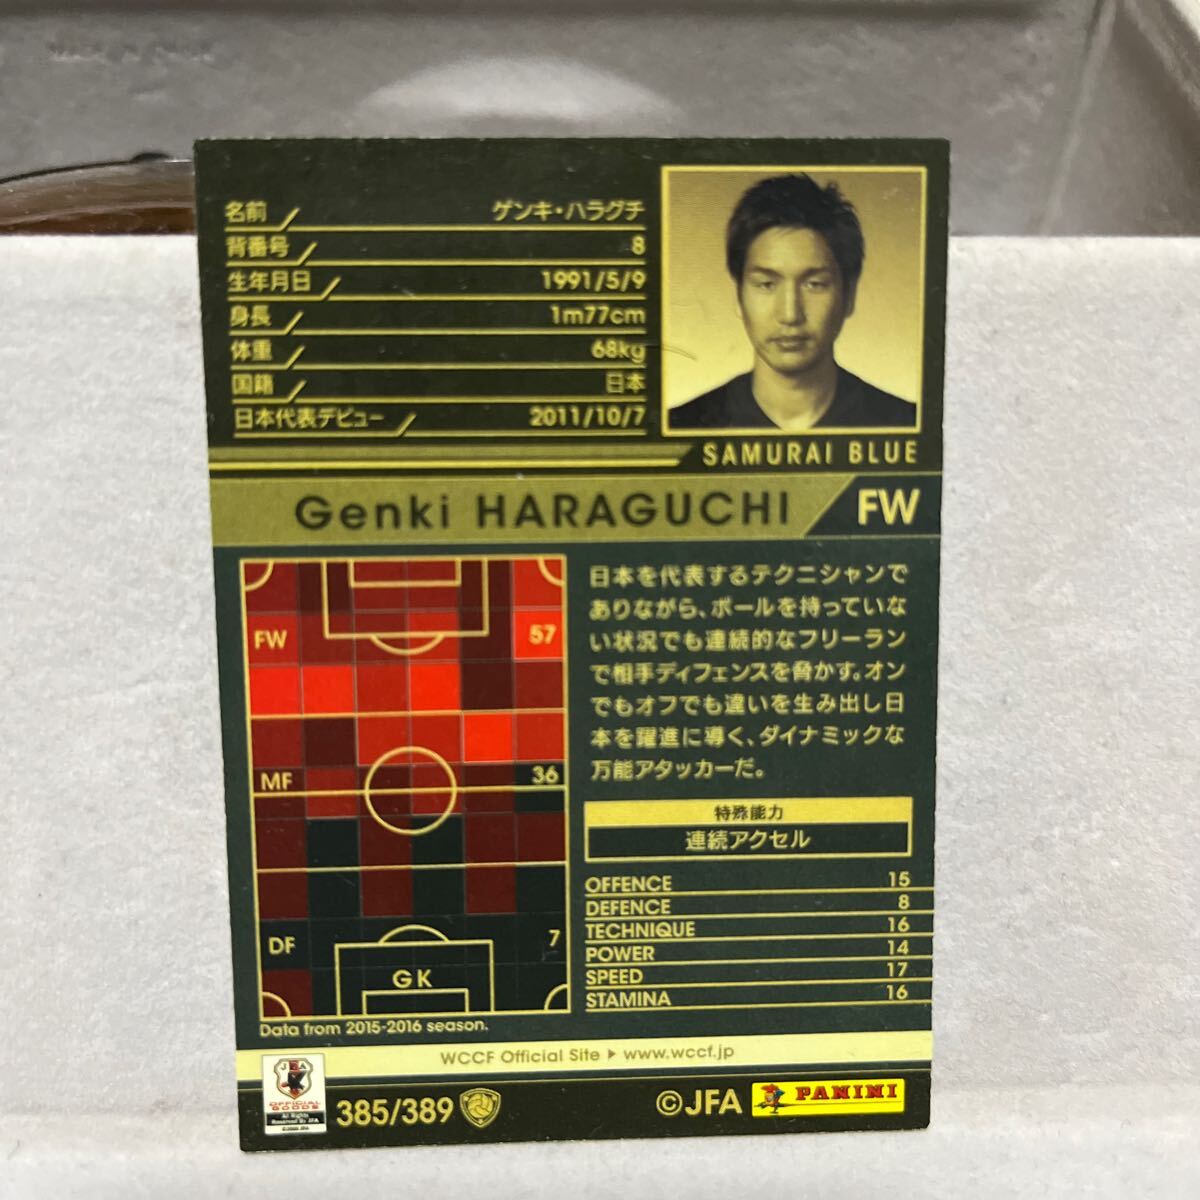 名前 ゲンキ・ハラグチ
背番号 8
生年月日 1991/5/9
身長 1m77cm
体重 68kg
国籍 日本
日本代表デビュー 2011/10/7
SAMURAI BLUE
Genki HARAGUCHI FW
日本を代表するテクニシャンで
ありながら、ボールを持っていな
い状況でも連続的なフリーラン
で相手ディフェンスを脅かす。オン
でもオフでも違いを生み出し日
本を躍進に導く、ダイナミックな
万能アタッカーだ。
FW 57
MF 36
DF 7
GK
Data from 2015-2016 season.
特殊能力
連続アクセル
OFFENCE 15
DEFENCE 8
TECHNIQUE 16
POWER 14
SPEED 17
STAMINA 16
WCCF Official Site ▶ www.wccf.jp
JFA
OFFICIAL
GOODS
All Rights
Reserved By JFA
385/389
©JFA PANINI